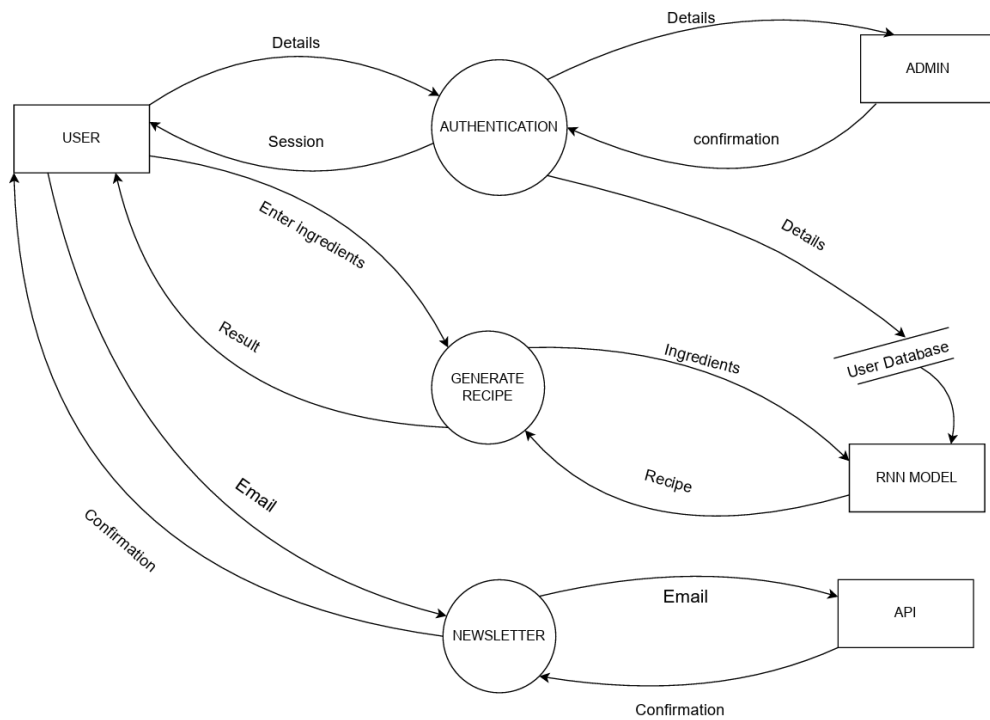 Details
Details
ADMIN
USER
AUTHENTICATION
Session
confirmation
Enter ingredients
Details
Result
Ingredients
User Database
GENERATE
RECIPE
Recipe
RNN MODEL
Email
Confirmation
Email
API
NEWSLETTER
Confirmation